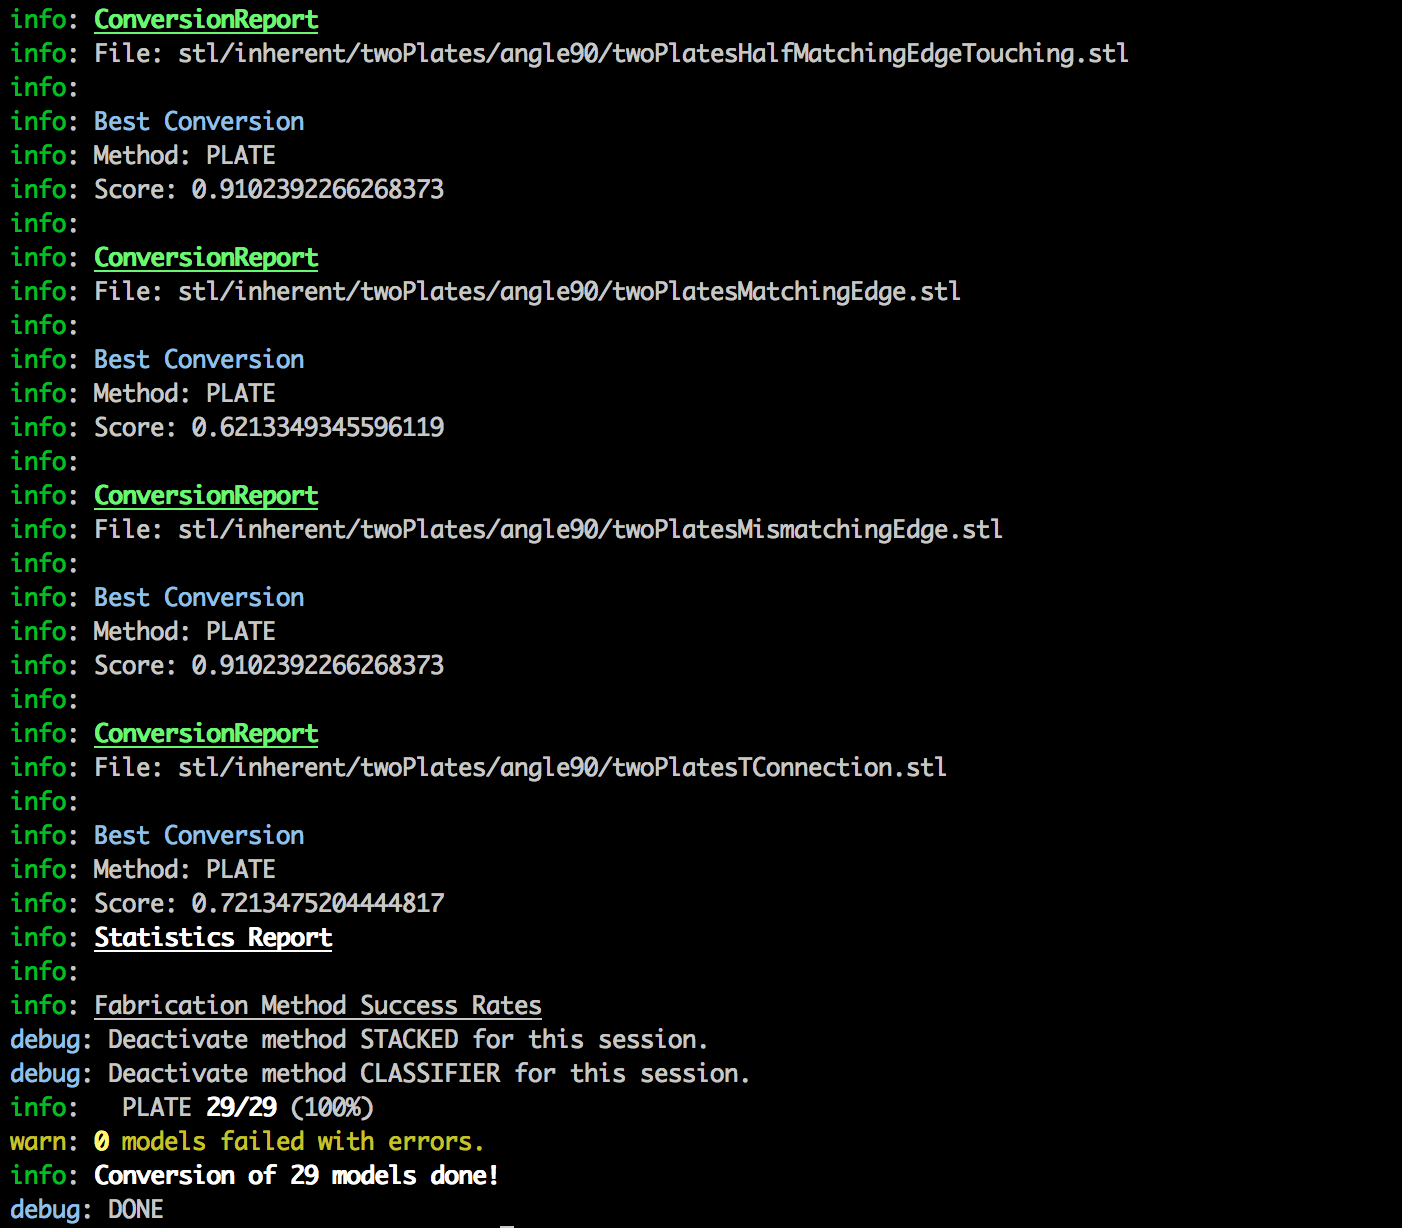 info: ConversionReport
info: File: stl/inherent/twoPlates/angle90/twoPlatesHalfMatchingEdgeTouching.stl
info:
info: Best Conversion
info: Method: PLATE
info: Score: 0.9102392266268373
info:
info: ConversionReport
info: File: stl/inherent/twoPlates/angle90/twoPlatesMatchingEdge.stl
info:
info: Best Conversion
info: Method: PLATE
info: Score: 0.6213349345596119
info:
info: ConversionReport
info: File: stl/inherent/twoPlates/angle90/twoPlatesMismatchingEdge.stl
info:
info: Best Conversion
info: Method: PLATE
info: Score: 0.9102392266268373
info:
info: ConversionReport
info: File: stl/inherent/twoPlates/angle90/twoPlatesTConnection.stl
info:
info: Best Conversion
info: Method: PLATE
info: Score: 0.7213475204444817
info: Statistics Report
info:
info: Fabrication Method Success Rates
debug: Deactivate method STACKED for this session.
debug: Deactivate method CLASSIFIER for this session.
info:   PLATE 29/29 (100%)
warn: 0 models failed with errors.
info: Conversion of 29 models done!
debug: DONE